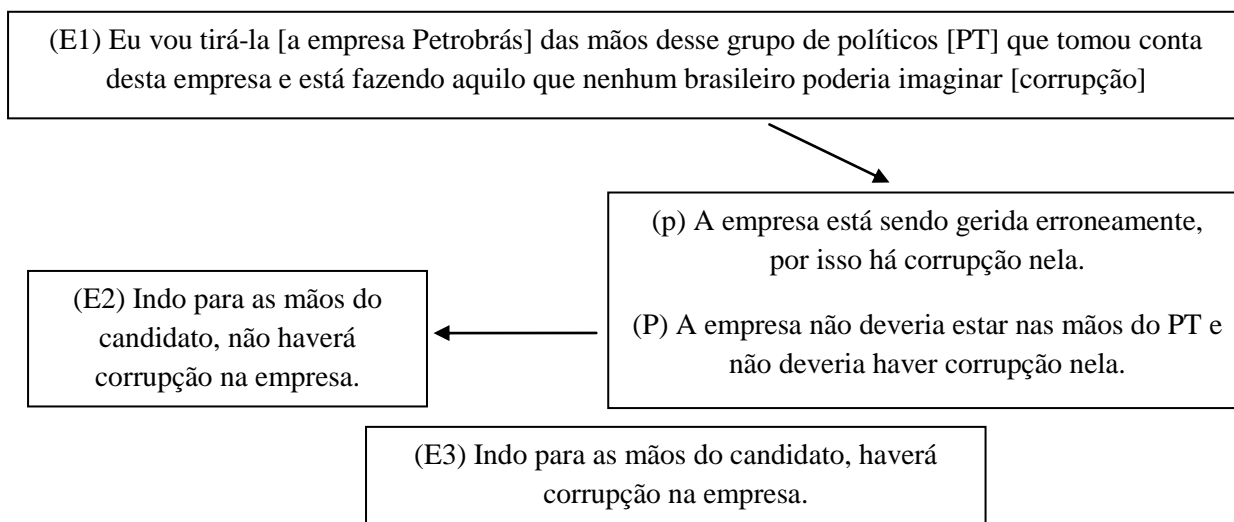 (E1) Eu vou tirá-la [a empresa Petrobrás] das mãos desse grupo de políticos [PT] que tomou conta
desta empresa e está fazendo aquilo que nenhum brasileiro poderia imaginar [corrupção]
(p) A empresa está sendo gerida erroneamente,
por isso há corrupção nela.
(P) A empresa não deveria estar nas mãos do PT e
não deveria haver corrupção nela.
(E2) Indo para as mãos do
candidato, não haverá
corrupção na empresa.
(E3) Indo para as mãos do candidato, haverá
corrupção na empresa.